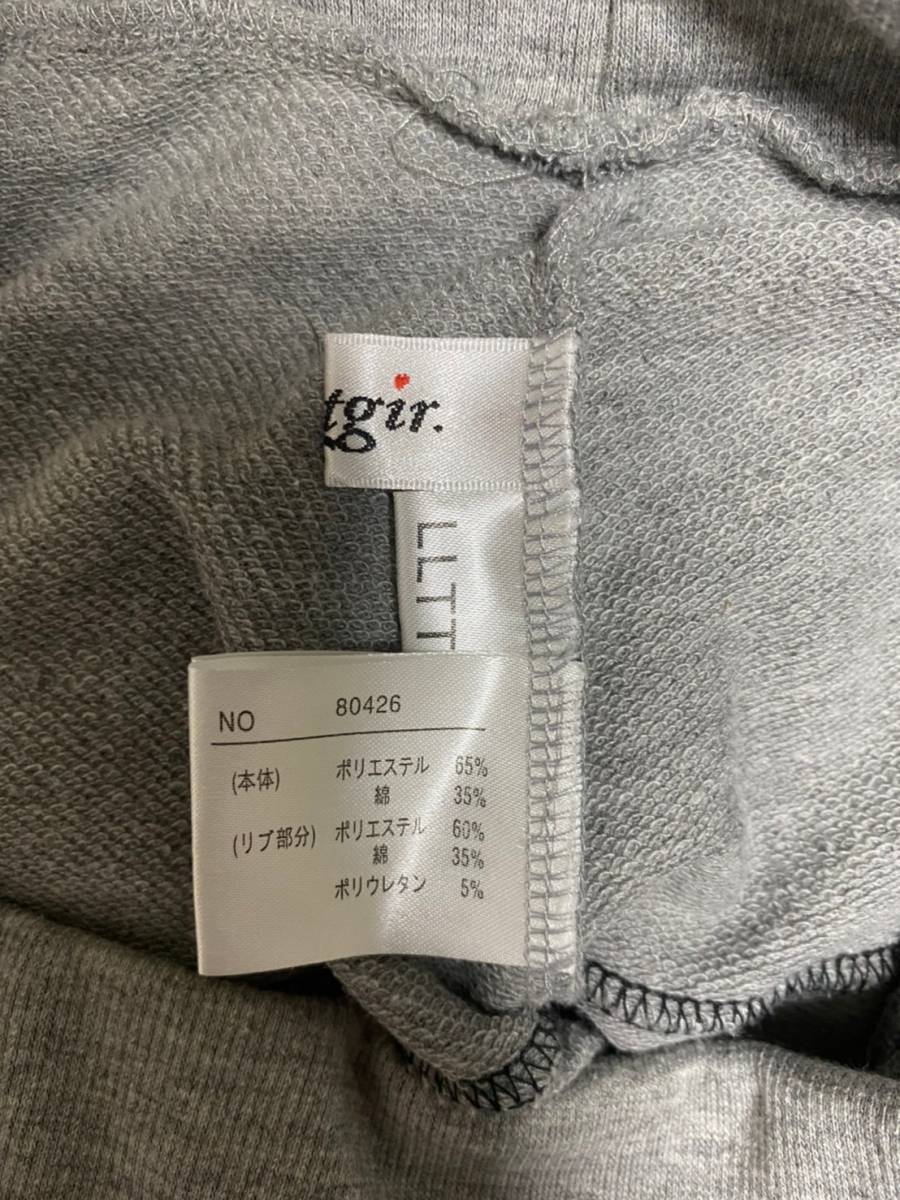 tgir.
LLTT
NO 80426
(本体) ポリエステル 65%
綿 35%
(リブ部分) ポリエステル 60%
綿 35%
ポリウレタン 5%